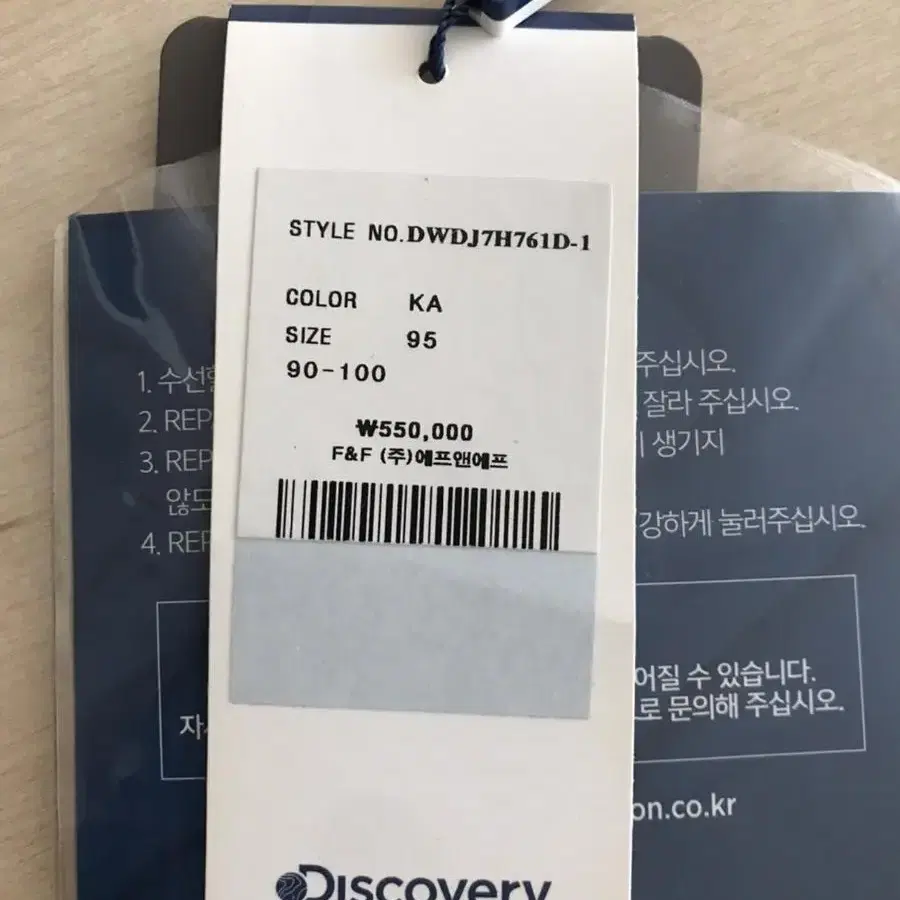 STYLE NO.DWDJ7H761D-1
COLOR KA
SIZE 95
90-100
₩550,000
F&F (주)에프앤에프
Discovery
1. 수선
2. REP
3. REP
않도
4. REP
주십시오.
잘라 주십시오.
생기지
강하게 눌러주십시오.
어질 수 있습니다.
로 문의해 주십시오.
on.co.kr